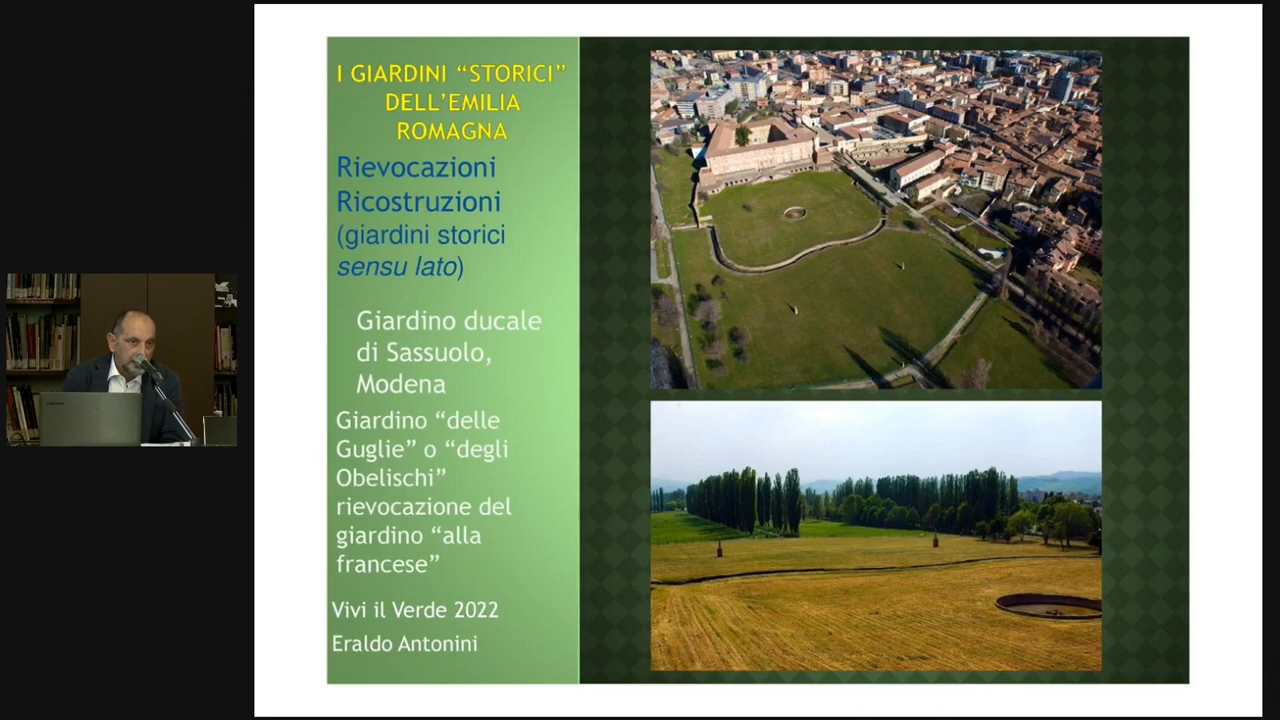 I GIARDINI “STORICI”
DELL’EMILIA
ROMAGNA
Rievocazioni
Ricostruzioni
(giardini storici
sensu lato)
Giardino ducale
di Sassuolo,
Modena
Giardino “delle
Guglie” o “degli
Obelischi”
rievocazione del
giardino “alla
francese”
Vivi il Verde 2022
Eraldo Antonini